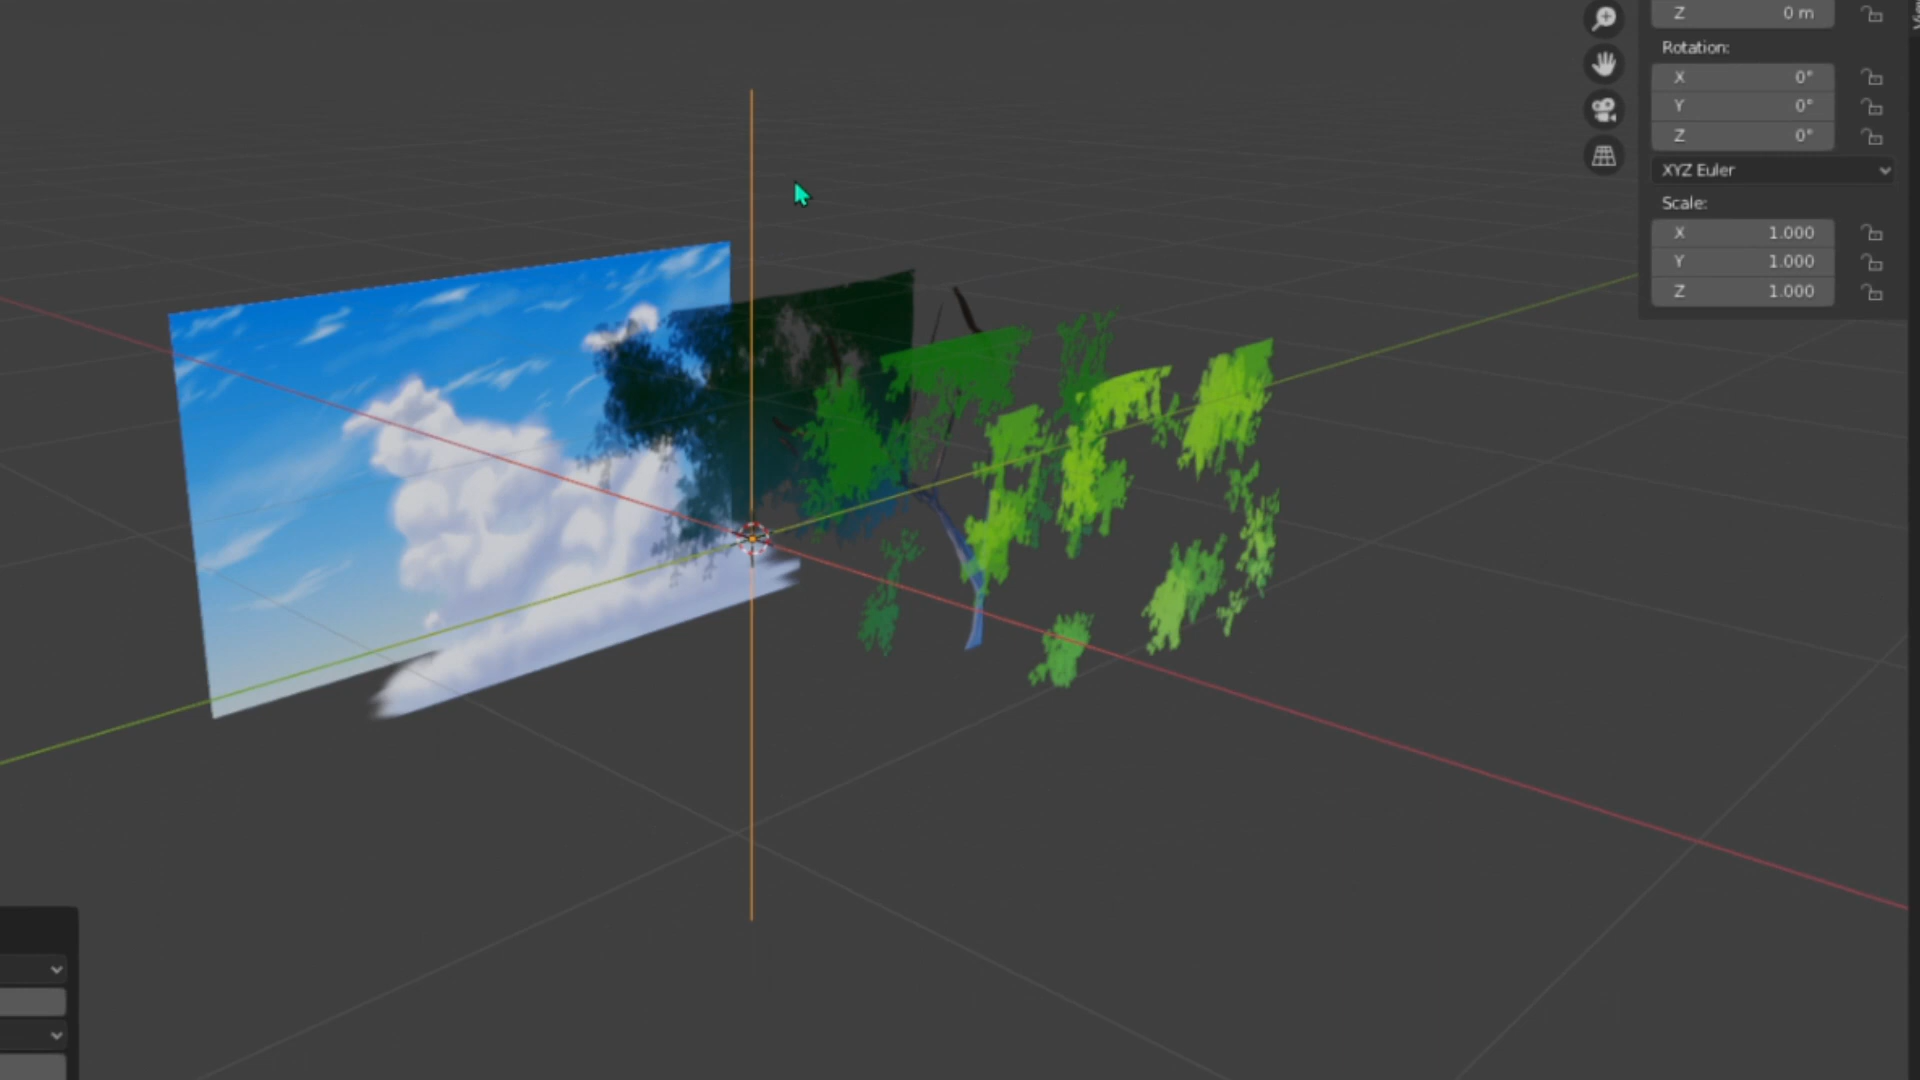 Z 0 m
Rotation:
X 0°
Y 0°
Z 0°
XYZ Euler
Scale:
X 1.000
Y 1.000
Z 1.000